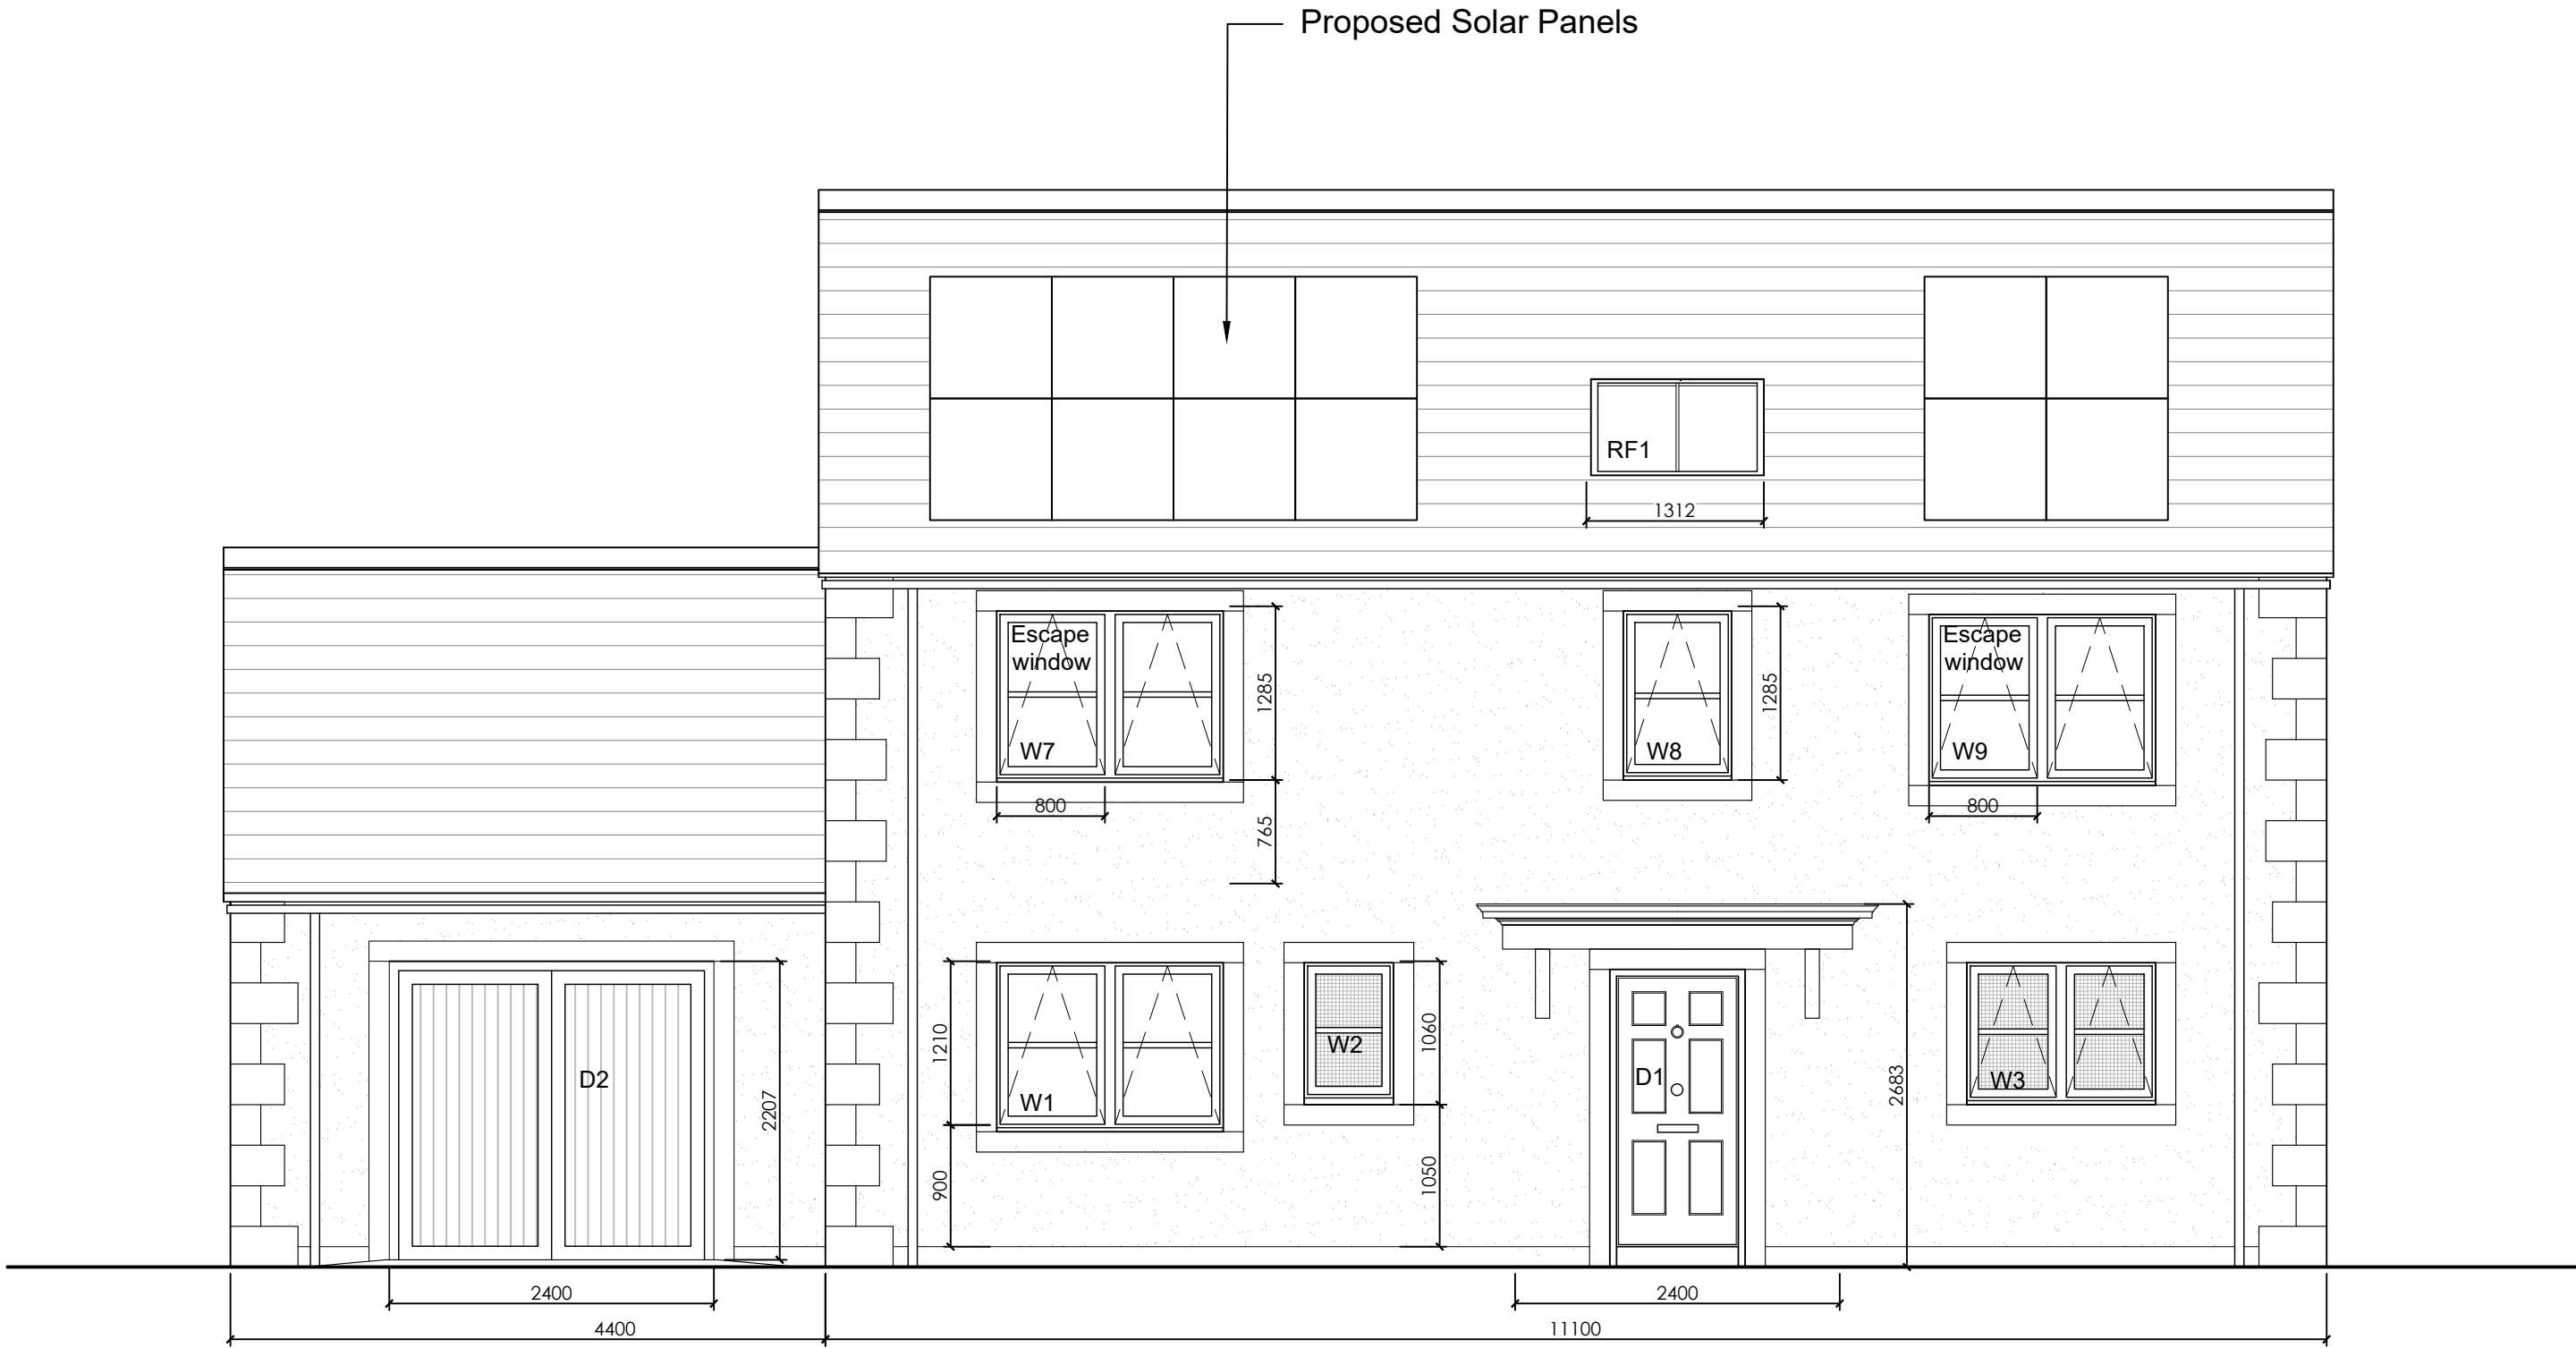 Proposed Solar Panels
RF1
1312
Escape
window
W7
800
1285
765
W8
1285
Escape
window
W9
800
D2
2207
1210
900
W1
W2
1060
1050
D1
2683
W3
2400
2400
4400
11100